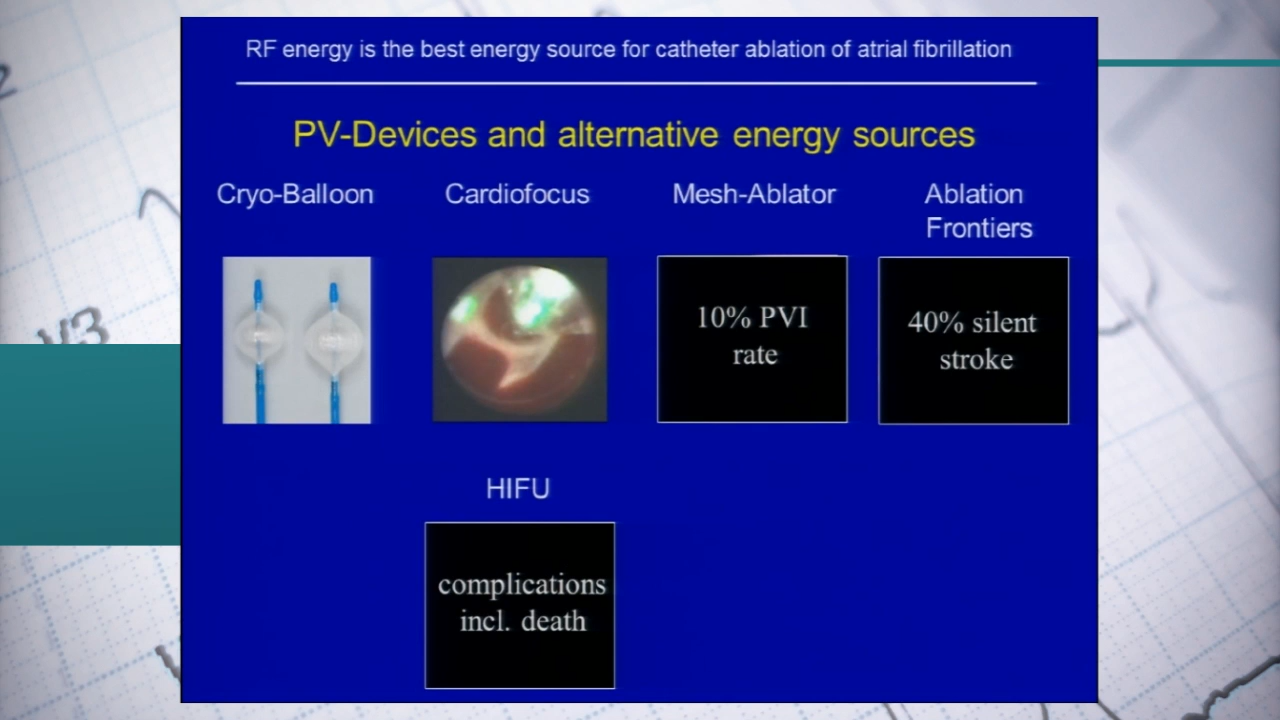 RF energy is the best energy source for catheter ablation of atrial fibrillation
PV-Devices and alternative energy sources
Cryo-Balloon
Cardiofocus
Mesh-Ablator
Ablation
Frontiers
10% PVI
rate
40% silent
stroke
HIFU
complications
incl. death
V3